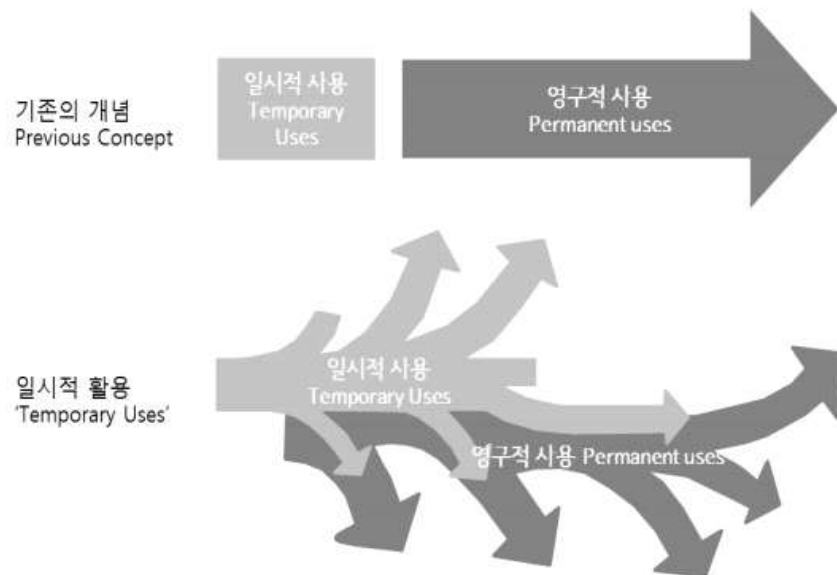 기존의 개념
Previous Concept
일시적 사용
Temporary
Uses
영구적 사용
Permanent uses
일시적 활용
'Temporary Uses'
일시적 사용
Temporary Uses
영구적 사용 Permanent uses